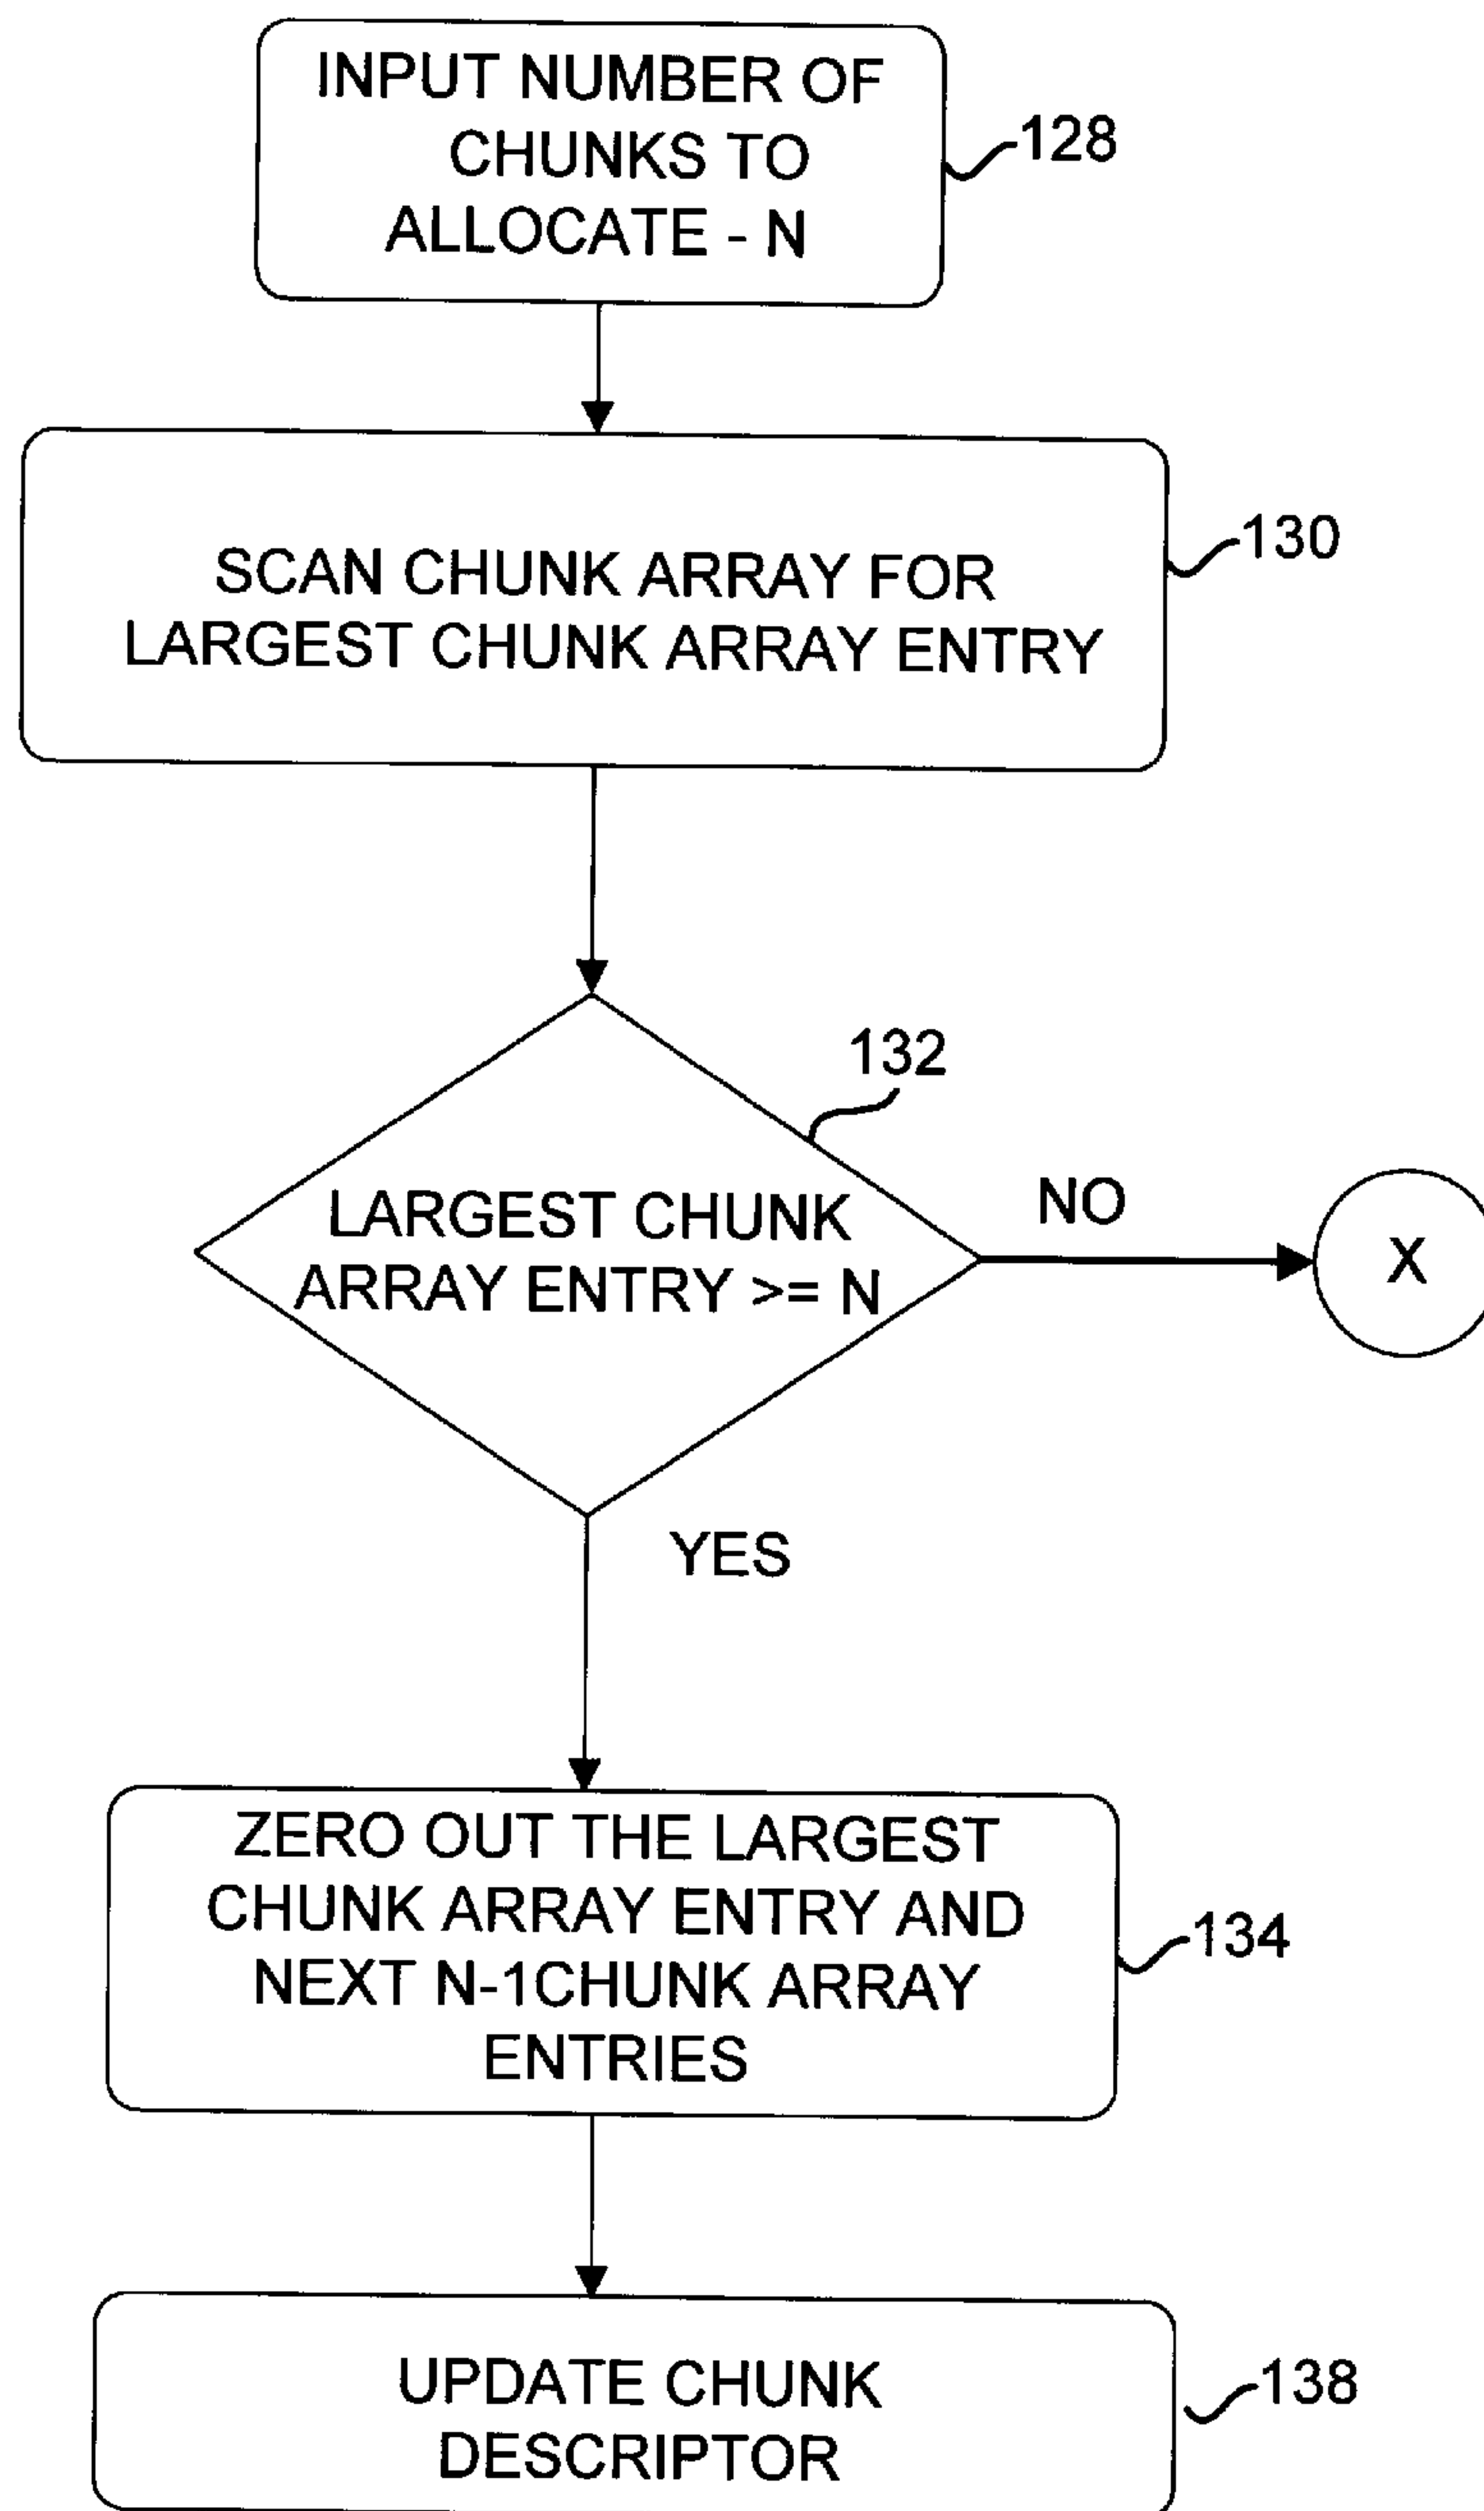 INPUT NUMBER OF
CHUNKS TO
ALLOCATE - N
128
SCAN CHUNK ARRAY FOR
LARGEST CHUNK ARRAY ENTRY
130
132
LARGEST CHUNK
ARRAY ENTRY >= N
NO
X
YES
ZERO OUT THE LARGEST
CHUNK ARRAY ENTRY AND
NEXT N-1CHUNK ARRAY
ENTRIES
134
UPDATE CHUNK
DESCRIPTOR
138